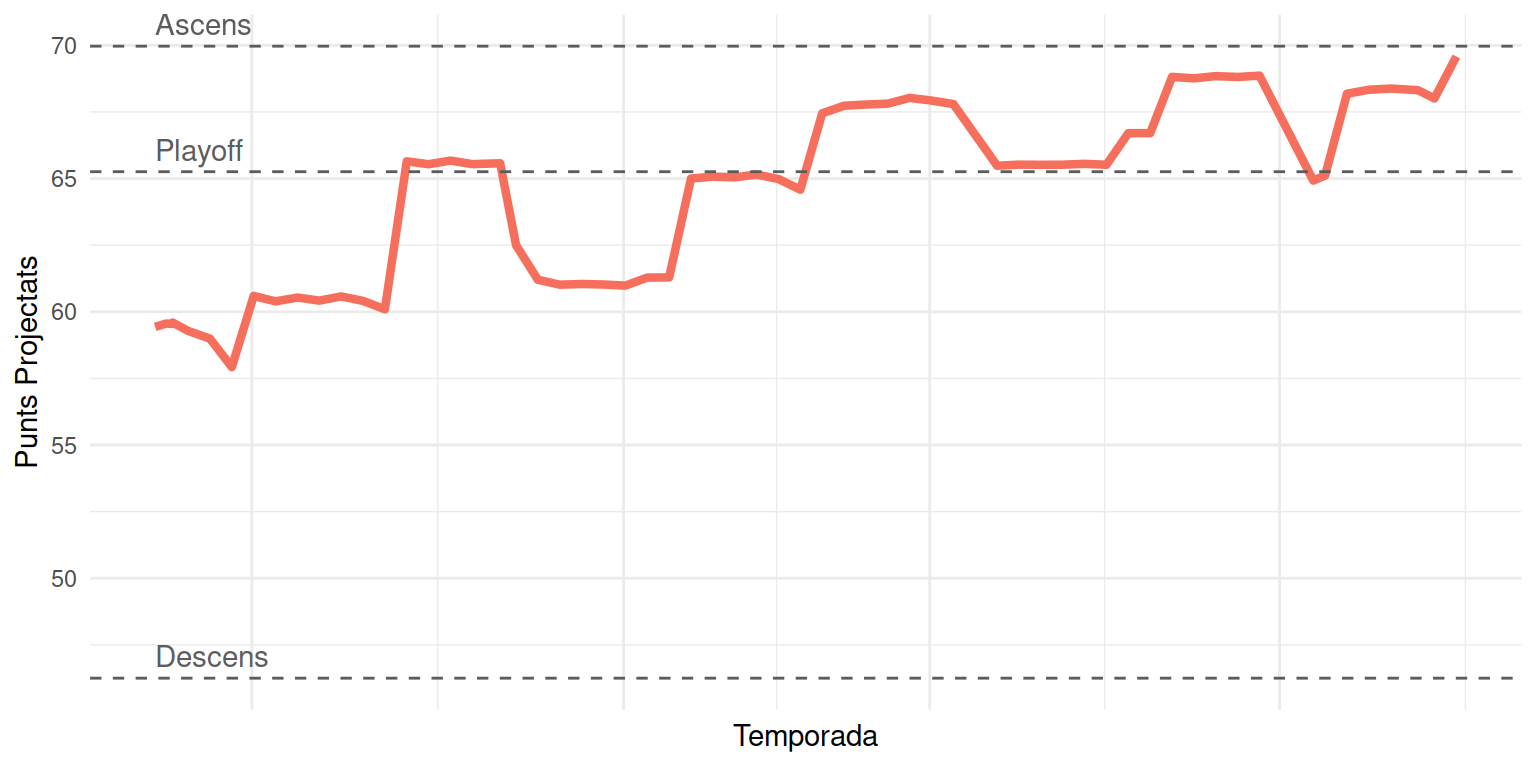 Ascens
70
Playoff
65
60
55
50
Descens
Punts Projectats
Temporada